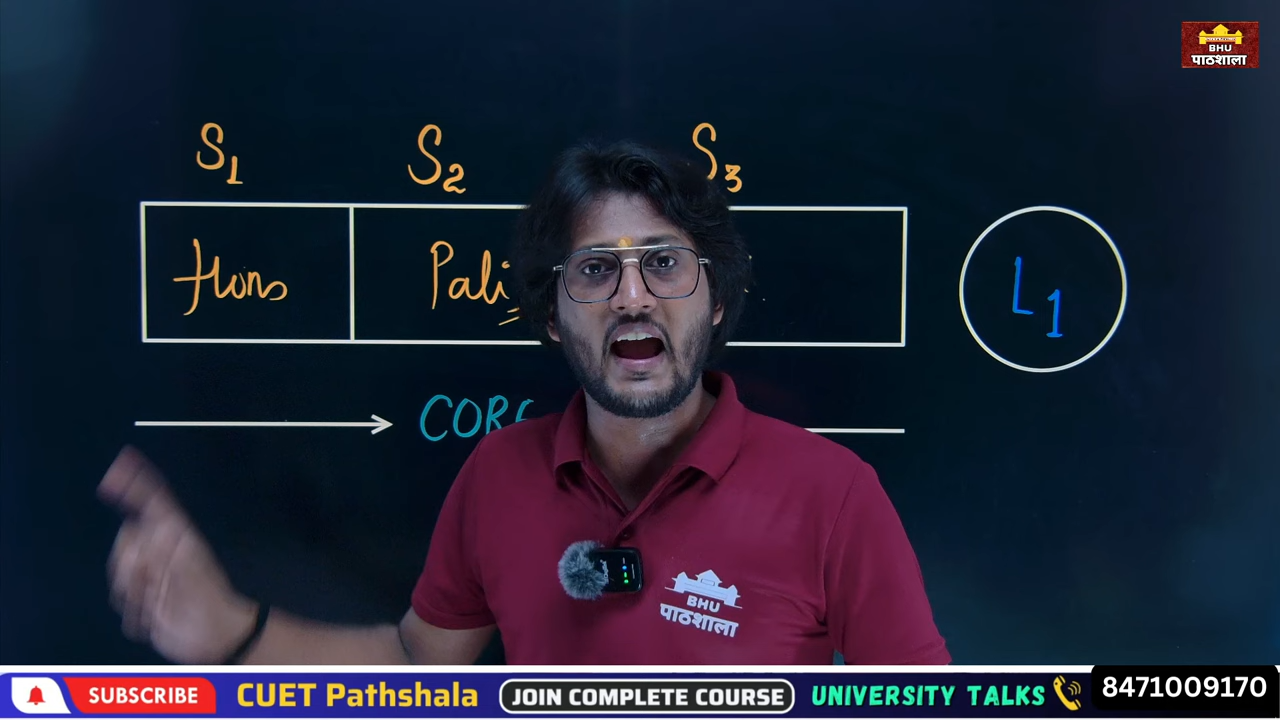 BHU
पाठशाला
S1 S2 S3
Hons Pali
CORE
L1
BHU
पाठशाला
SUBSCRIBE CUET Pathshala JOIN COMPLETE COURSE UNIVERSITY TALKS 8471009170